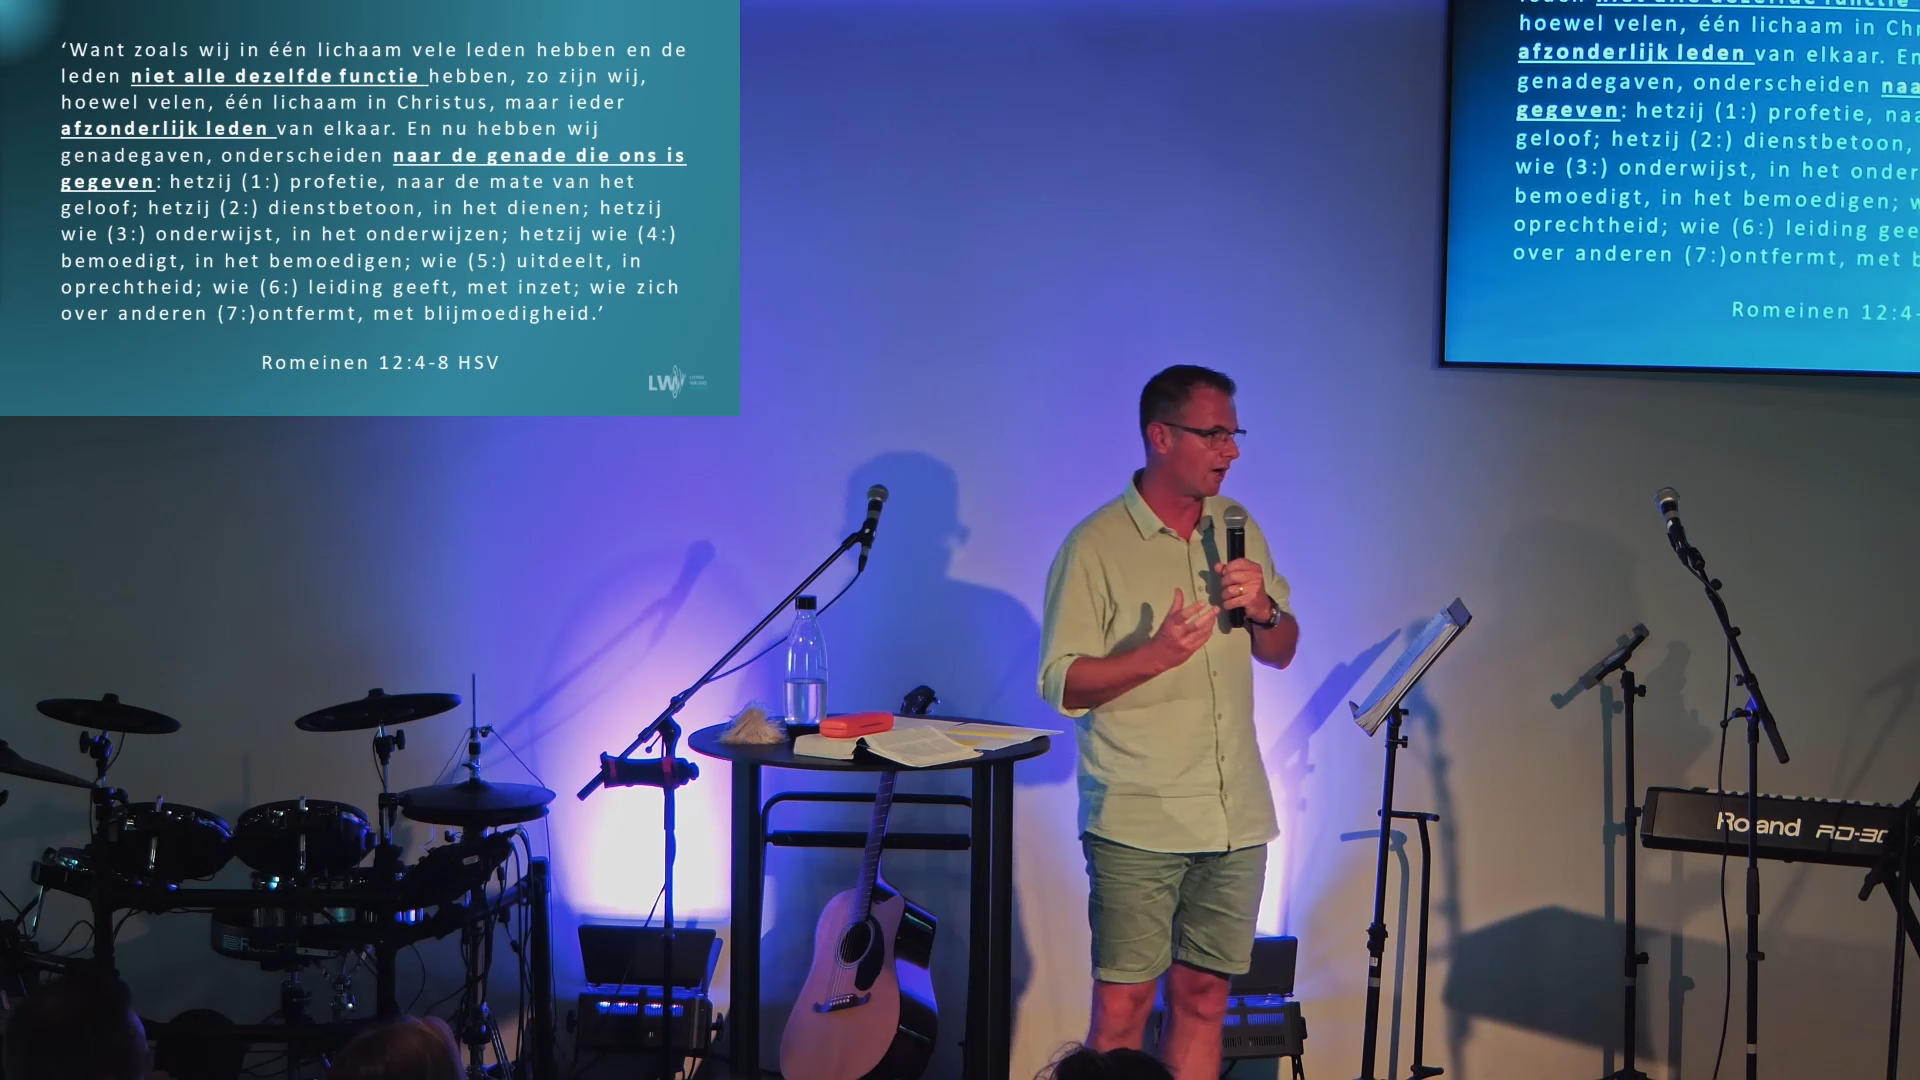 ‘Want zoals wij in één lichaam vele leden hebben en de
leden niet alle dezelfde functie hebben, zo zijn wij,
hoewel velen, één lichaam in Christus, maar ieder
afzonderlijk leden van elkaar. En nu hebben wij
genadegaven, onderscheiden naar de genade die ons is
gegeven: hetzij (1:) profetie, naar de mate van het
geloof; hetzij (2:) dienstbetoon, in het dienen; hetzij
wie (3:) onderwijst, in het onderwijzen; hetzij wie (4:)
bemoedigt, in het bemoedigen; wie (5:) uitdeelt, in
oprechtheid; wie (6:) leiding geeft, met inzet; wie zich
over anderen (7:)ontfermt, met blijmoedigheid.’
Romeinen 12:4-8 HSV
LW
hoewel velen, één lichaam in Chr
afzonderlijk leden van elkaar. En
genadegaven, onderscheiden naa
gegeven: hetzij (1:) profetie, naa
geloof; hetzij (2:) dienstbetoon,
wie (3:) onderwijst, in het onder
bemoedigt, in het bemoedigen; w
oprechtheid; wie (6:) leiding gee
over anderen (7:)ontfermt, met b
Romeinen 12:4-
Roland RD-30